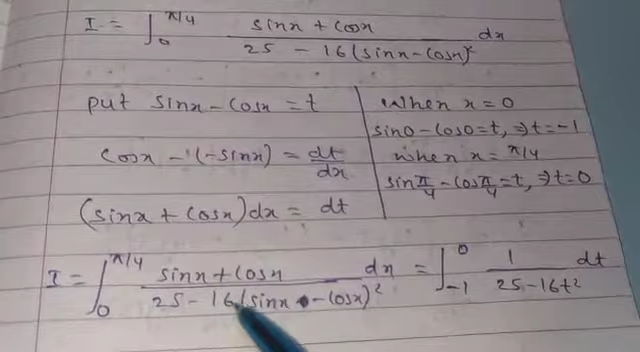 I = ∫₀^π/4 (sinx + cosx) / (25 - 16(sinx - cosx)²) dx
put sinx - cosx = t
cosx - (-sinx) = dt/dx
(sinx + cosx)dx = dt
When x = 0
sin0 - cos0 = t, ⇒ t = -1
when x = π/4
sin π/4 - cos π/4 = t, ⇒ t = 0
I = ∫₀^π/4 (sinx + cosx) / (25 - 16(sinx - cosx)²) dx = ∫₋₁^0 1 / (25 - 16t²) dt